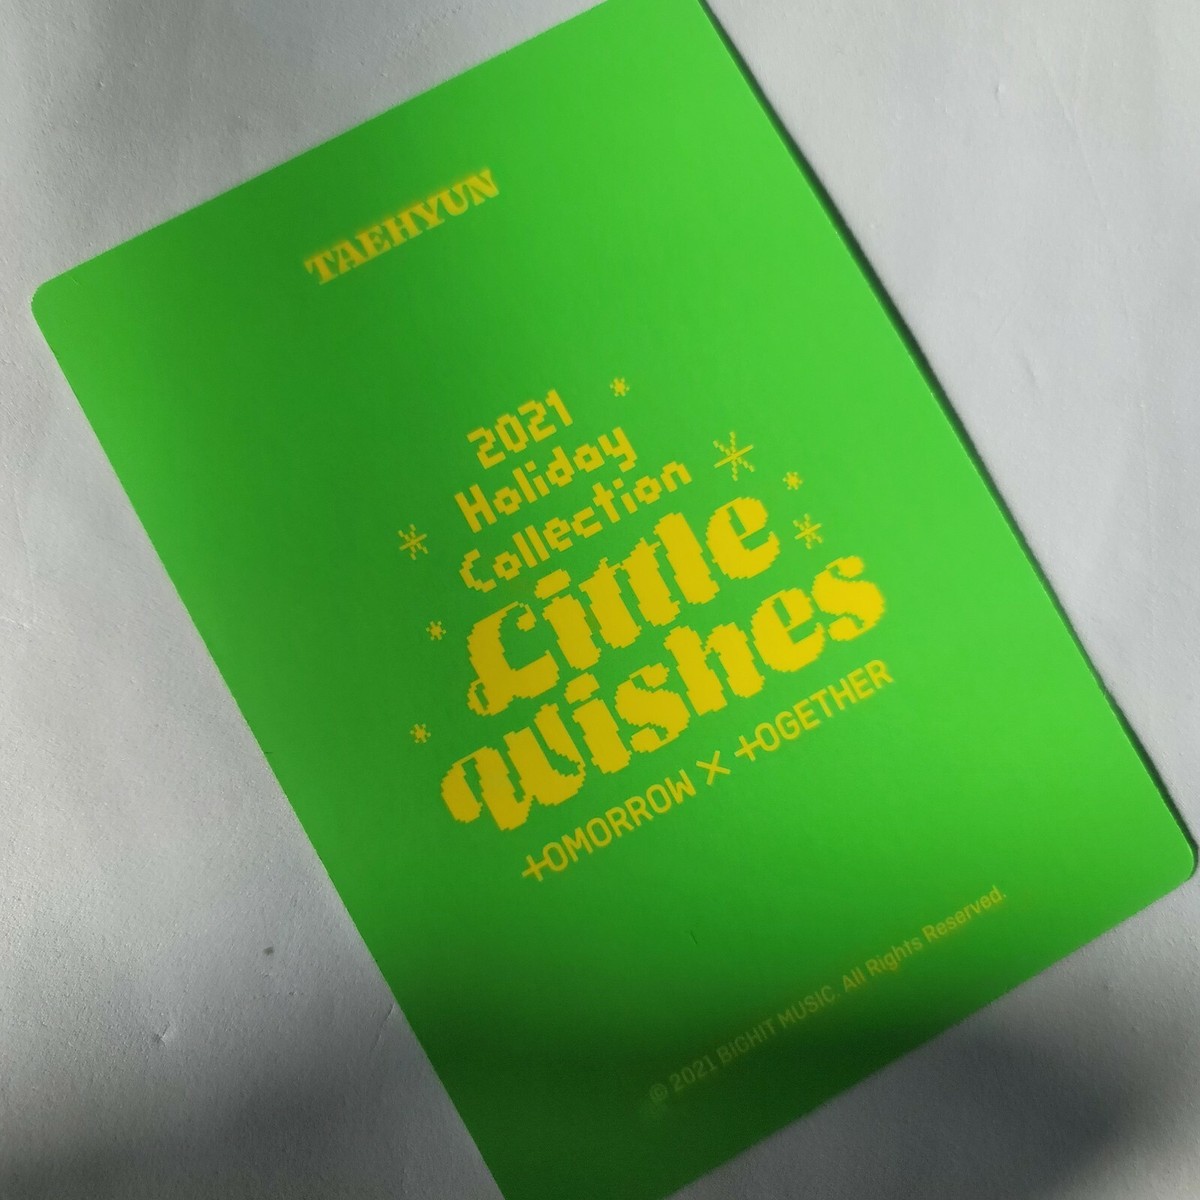 TAEHYUN
2021
Holiday
Collection
Little
Wishes
TOMORROW X TOGETHER
© 2021 BIGHIT MUSIC. All Rights Reserved.